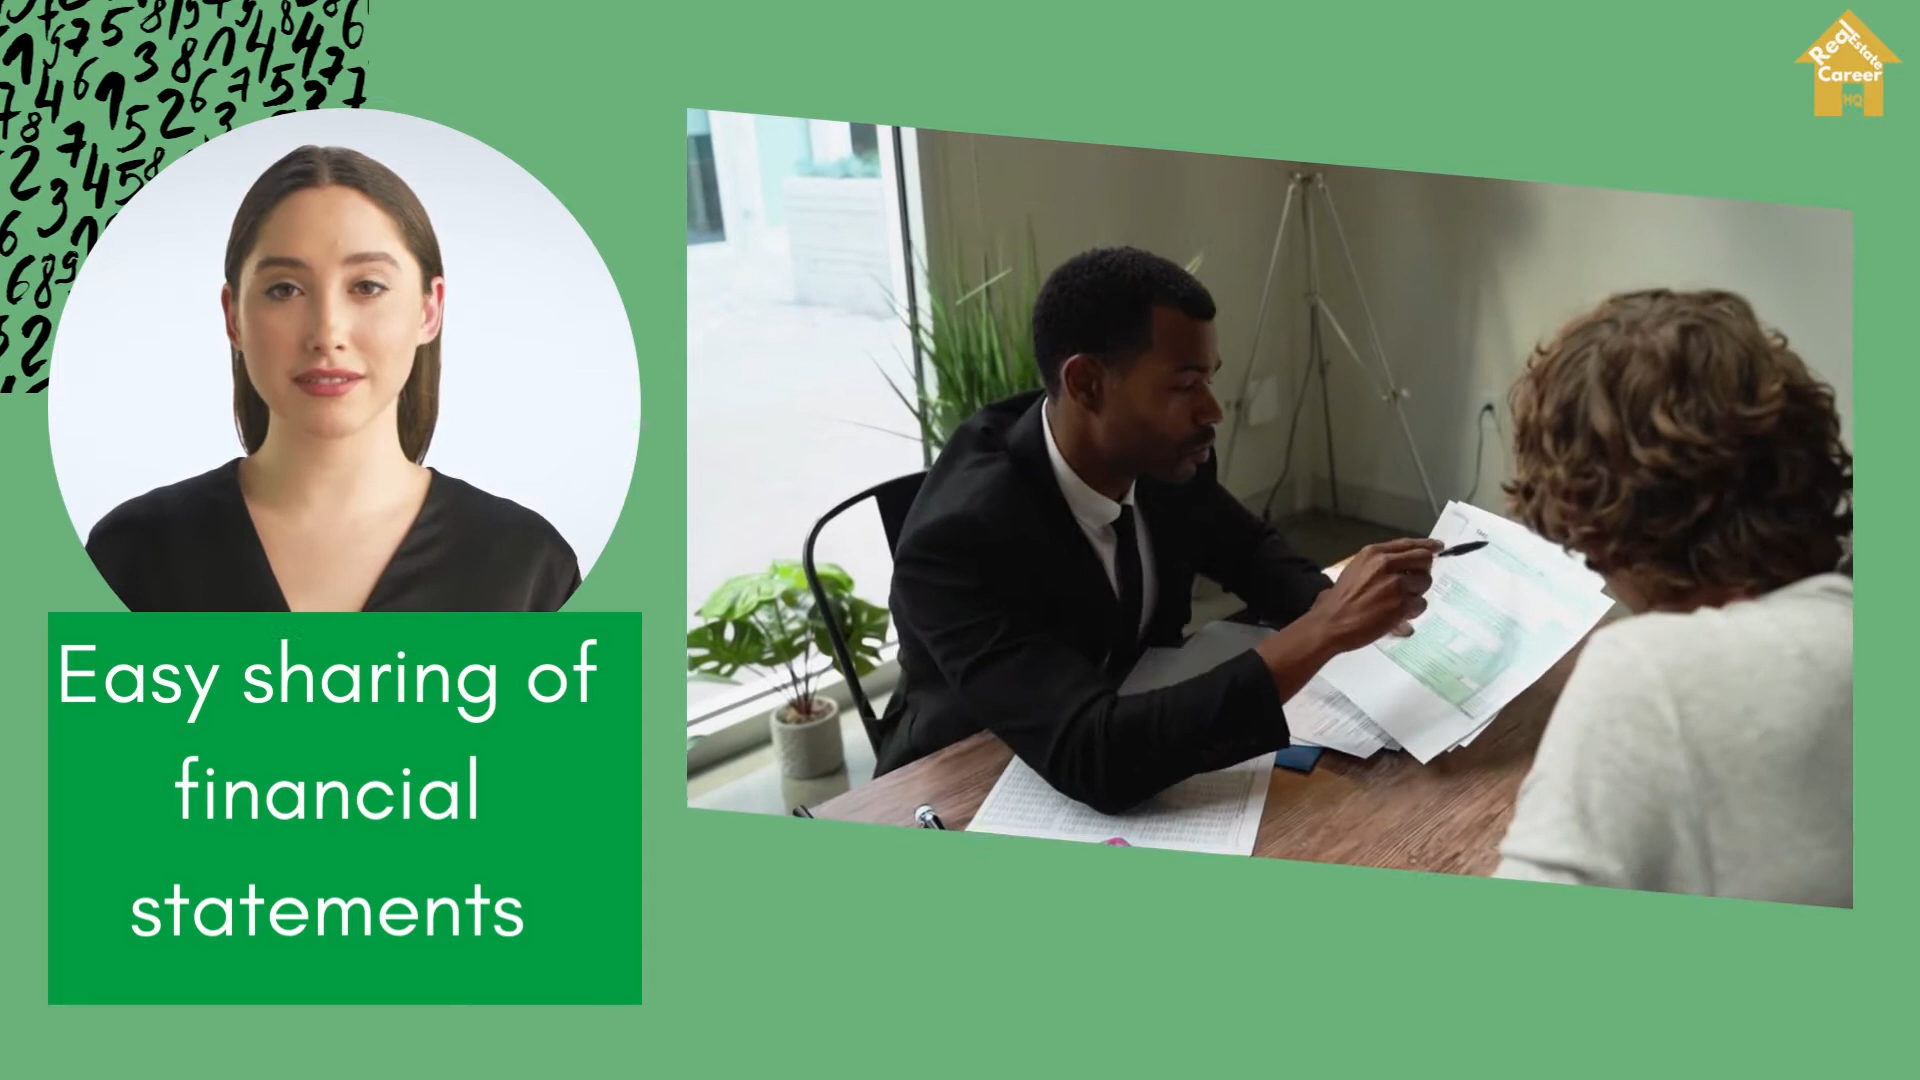 Real
Estate
Career
HQ
Easy sharing of
financial
statements